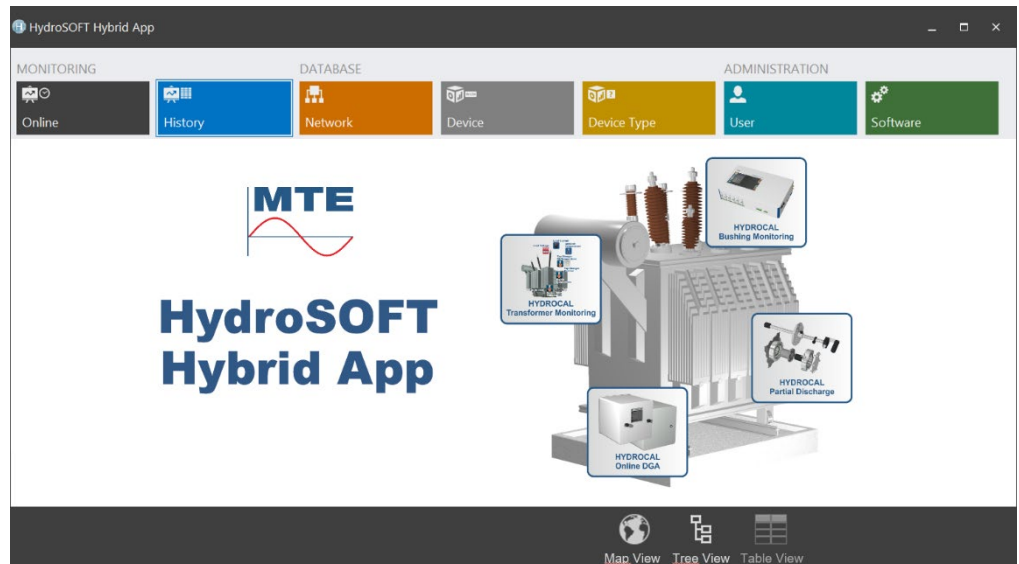 HydroSOFT Hybrid App
MONITORING DATABASE ADMINISTRATION
Online History Network Device Device Type User Software
MTE
HydroSOFT
Hybrid App
HYDROCAL
Bushing Monitoring
HYDROCAL
Transformer Monitoring
HYDROCAL
Partial Discharge
HYDROCAL
Online DGA
Map View Tree View Table View